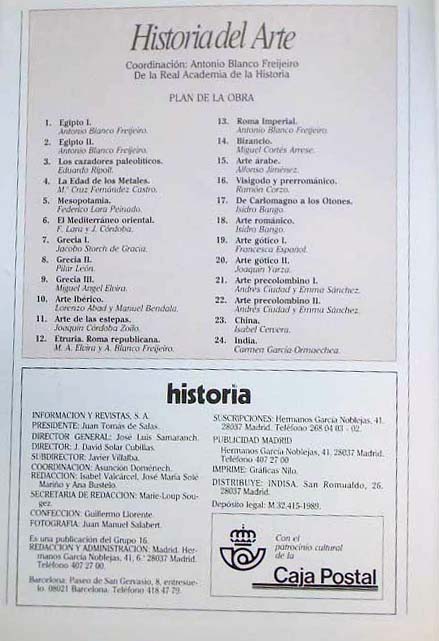 Historia del Arte
Coordinación: Antonio Blanco Freijeiro
De la Real Academia de la Historia
PLAN DE LA OBRA
1. Egipto I.
Antonio Blanco Freijeiro.
2. Egipto II.
Antonio Blanco Freijeiro.
3. Los cazadores paleolíticos.
Eduardo Ripoll.
4. La Edad de los Metales.
M.ª Cruz Fernández Castro.
5. Mesopotamia.
Federico Lara Peinado.
6. El Mediterráneo oriental.
F. Lara y J. Córdoba.
7. Grecia I.
Jacobo Storch de Gracia.
8. Grecia II.
Pilar León.
9. Grecia III.
Miguel Angel Elvira.
10. Arte Ibérico.
Lorenzo Abad y Manuel Bendala.
11. Arte de las estepas.
Joaquín Córdoba Zoilo.
12. Etruria. Roma republicana.
M. A. Elvira y A. Blanco Freijeiro.
13. Roma Imperial.
Antonio Blanco Freijeiro.
14. Bizancio.
Miguel Cortés Arrese.
15. Arte árabe.
Alfonso Jiménez.
16. Visigodo y prerrománico.
Ramón Corzo.
17. De Carlomagno a los Otones.
Isidro Bango.
18. Arte románico.
Isidro Bango.
19. Arte gótico I.
Francesca Español.
20. Arte gótico II.
Joaquín Yarza.
21. Arte precolombino I.
Andrés Ciudad y Emma Sánchez.
22. Arte precolombino II.
Andrés Ciudad y Emma Sánchez.
23. China.
Isabel Cervera.
24. India.
Carmen García Ormaechea.
historia
INFORMACION Y REVISTAS, S. A.
PRESIDENTE: Juan Tomás de Salas.
DIRECTOR GENERAL: José Luis Samaranch.
DIRECTOR: J. David Solar Cubillas.
SUBDIRECTOR: Javier Villalba.
COORDINACION: Asunción Doménech.
REDACCION: Isabel Valcárcel, José María Solé
Mariño y Ana Bustelo.
SECRETARIA DE REDACCION: Marie-Loup Sou-
gez.
CONFECCION: Guillermo Llorente.
FOTOGRAFIA: Juan Manuel Salabert.
Es una publicación del Grupo 16.
REDACCION Y ADMINISTRACION: Madrid. Her-
manos García Noblejas, 41, 6.º 28037 Madrid.
Teléfono 407 27 00.
Barcelona: Paseo de San Gervasio, 8, entresue-
lo. 08021 Barcelona. Teléfono 418 47 79.
SUSCRIPCIONES: Hermanos García Noblejas, 41.
28037 Madrid. Teléfono 268 04 03 - 02.
PUBLICIDAD MADRID
Hermanos García Noblejas, 41. 28037 Madrid.
Teléfono 407 27 00
IMPRIME: Gráficas Nilo.
DISTRIBUYE: INDISA. San Romualdo, 26.
28037 Madrid.
Depósito legal: M.32.415-1989.
Con el
patrocinio cultural
de la
Caja Postal